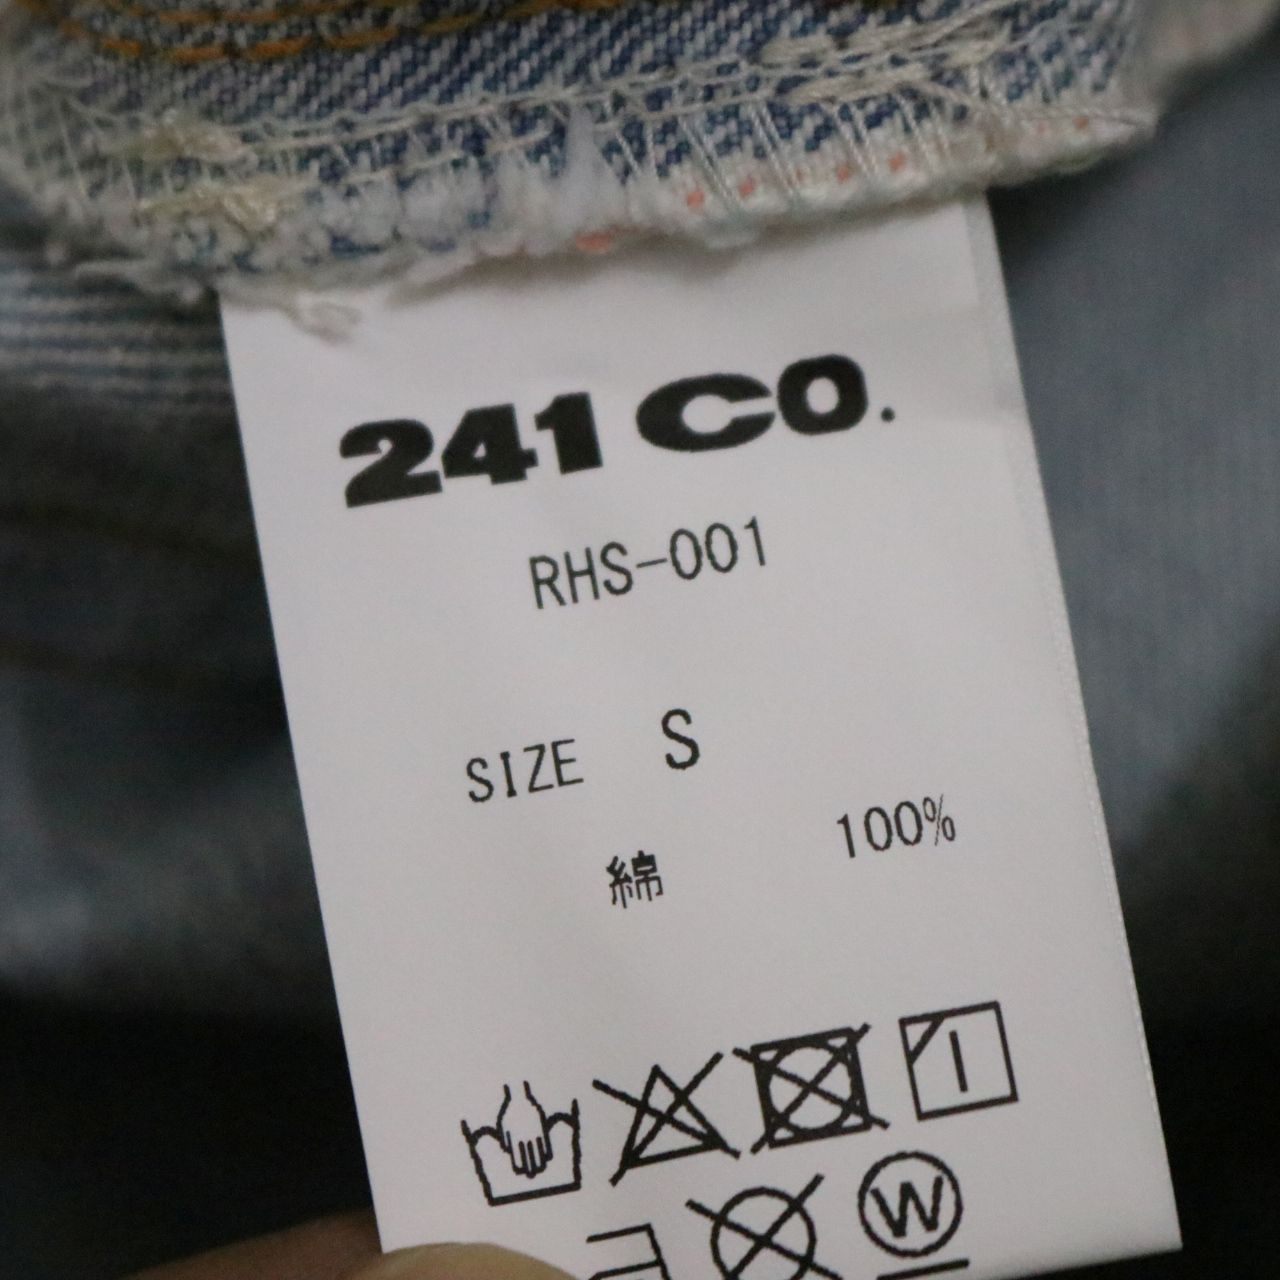 241 CO.
RHS-001
SIZE S
綿 100%
W